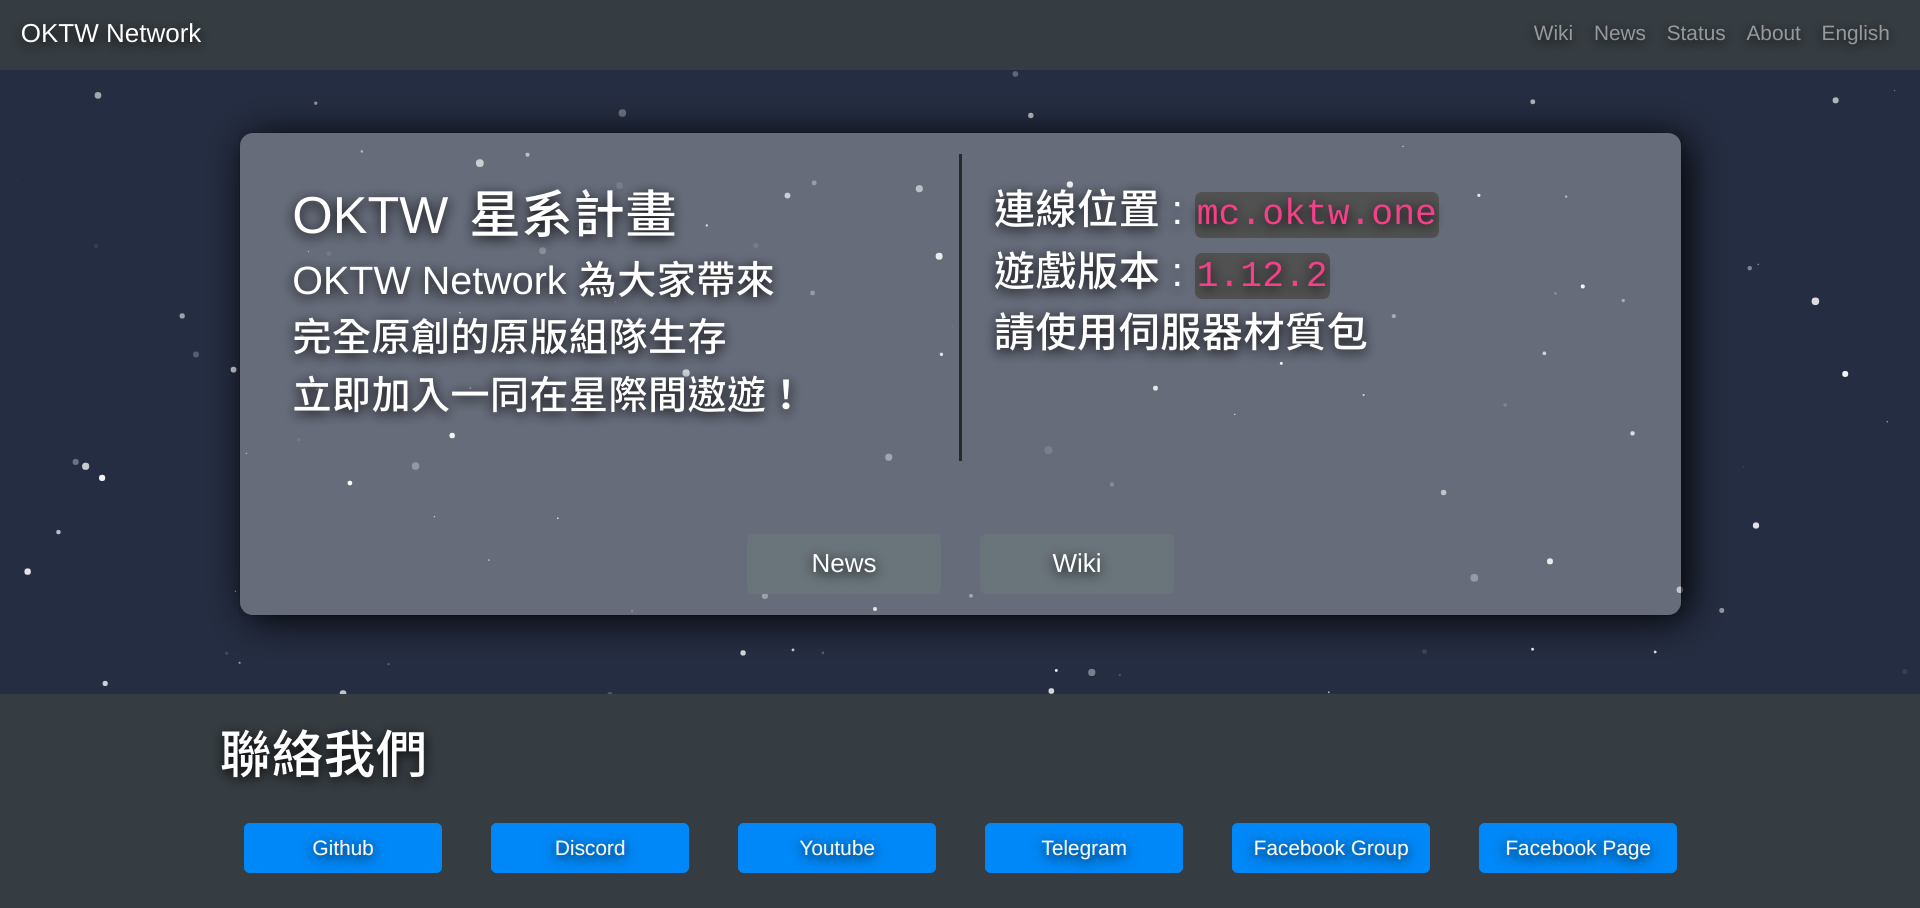 OKTW Network
Wiki News Status About English
OKTW 星系計畫
OKTW Network 為大家帶來
完全原創的原版組隊生存
立即加入一同在星際間遨遊！
連線位置 : mc.oktw.one
遊戲版本 : 1.12.2
請使用伺服器材質包
News Wiki
聯絡我們
Github Discord Youtube Telegram Facebook Group Facebook Page